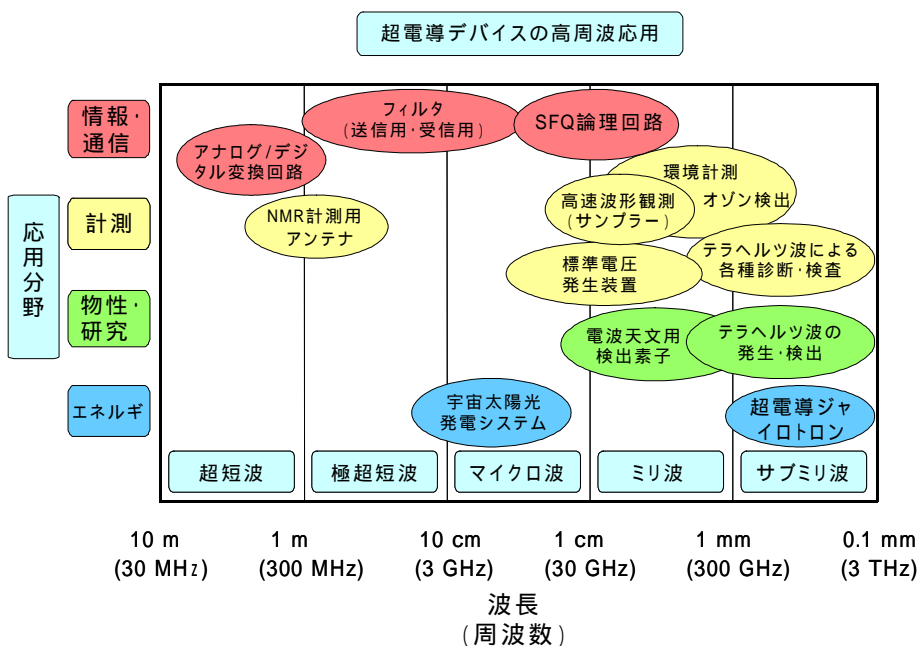 超電導デバイスの高周波応用
情報・
通信
フィルタ
(送信用・受信用)
SFQ論理回路
アナログ/デジ
タル変換回路
環境計測
オゾン検出
高速波形観測
(サンプラー)
応用分野
計測
NMR計測用
アンテナ
標準電圧
発生装置
テラヘルツ波による
各種診断・検査
物性・
研究
電波天文用
検出素子
テラヘルツ波の
発生・検出
エネルギ
宇宙太陽光
発電システム
超電導ジャ
イロトロン
超短波
極超短波
マイクロ波
ミリ波
サブミリ波
10 m
(30 MHz)
1 m
(300 MHz)
10 cm
(3 GHz)
1 cm
(30 GHz)
1 mm
(300 GHz)
0.1 mm
(3 THz)
波長
(周波数)